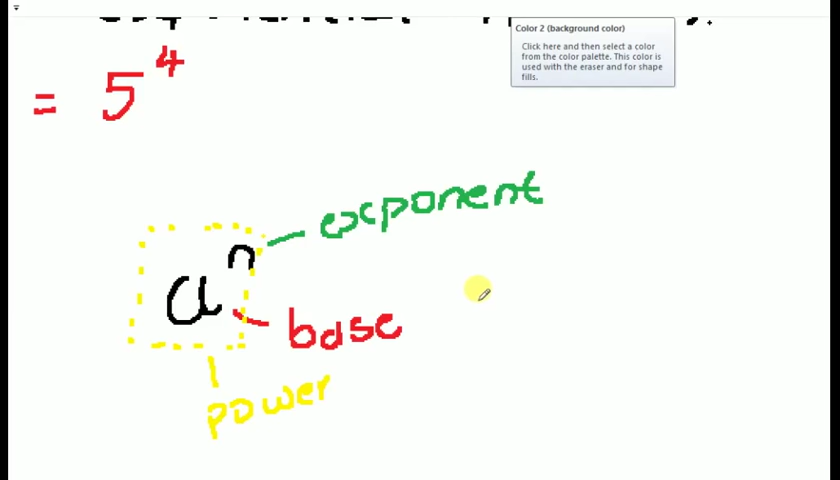 Color 2 (background color)
Click here and then select a color
from the color palette. This color is
used with the eraser and for shape
fills.
= 5⁴
exponent
aⁿ
base
power